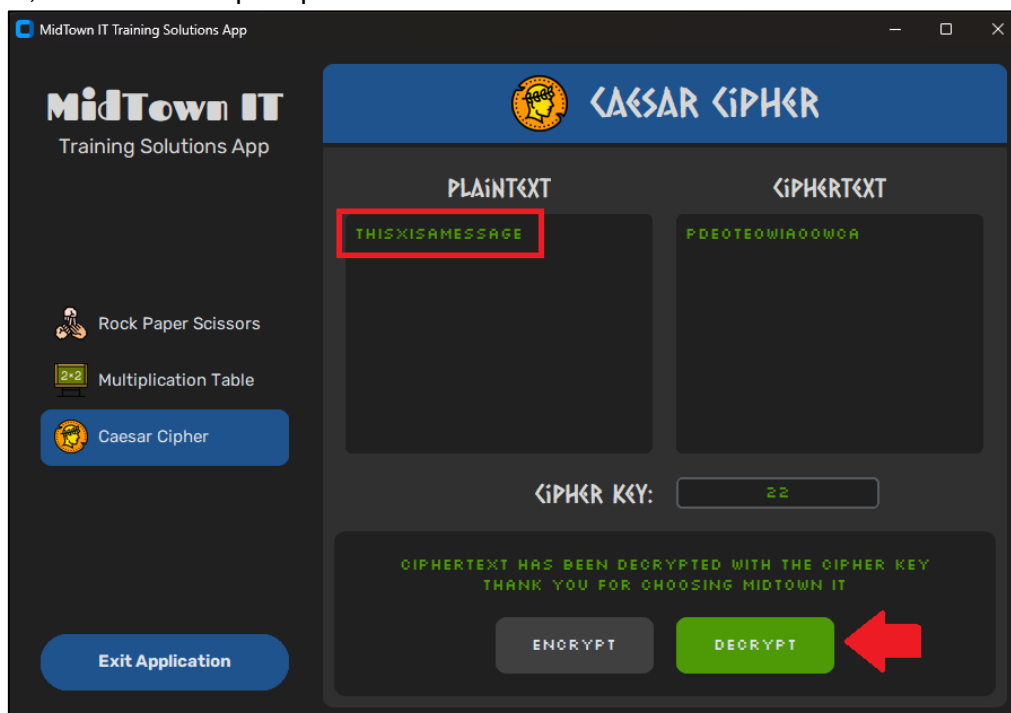 MidTown IT Training Solutions App
MidTown IT
Training Solutions App
CAESAR CiPHER
PLAiNTEXT
CiPHERTEXT
THISXISAMESSAGE
PDEOTEOWIAOOWCA
Rock Paper Scissors
2×2
Multiplication Table
Caesar Cipher
CiPHER KEY:
22
CIPHERTEXT HAS BEEN DECRYPTED WITH THE CIPHER KEY
THANK YOU FOR CHOOSING MIDTOWN IT
ENCRYPT
DECRYPT
Exit Application